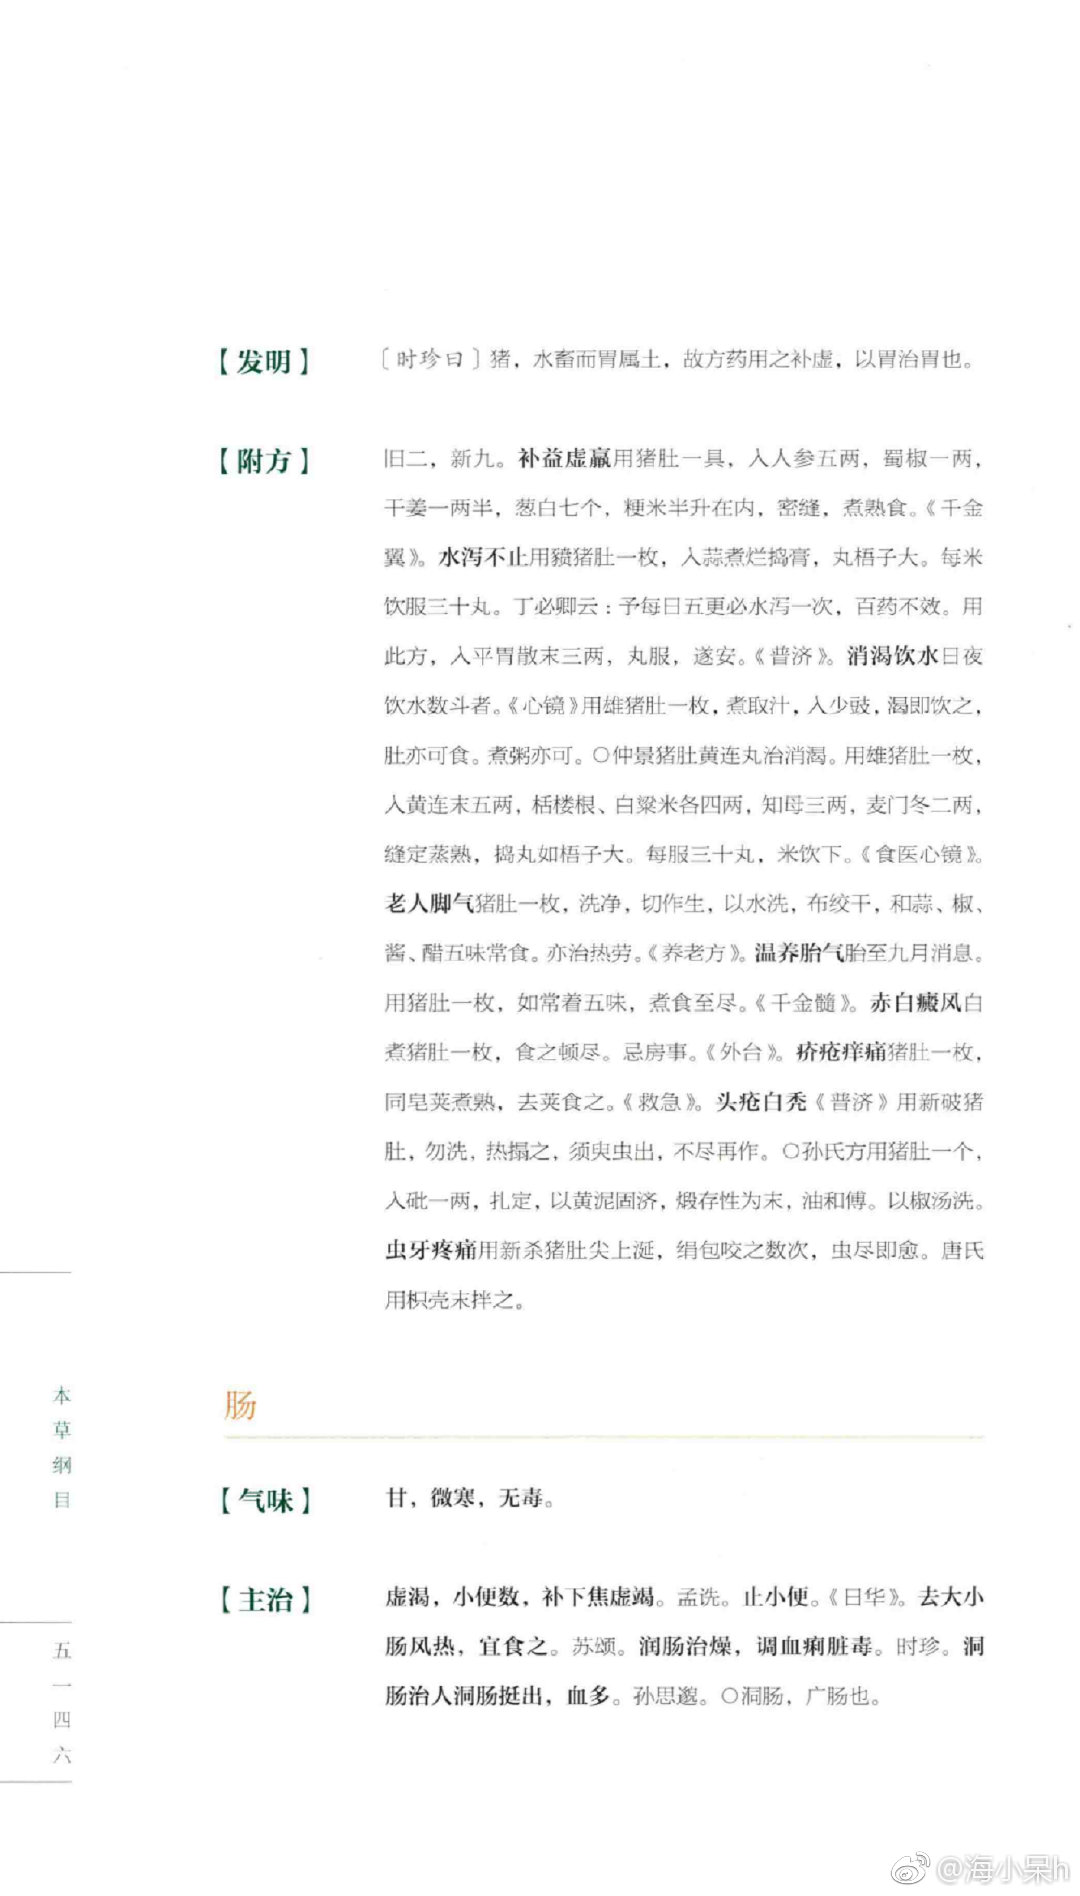 【发明】 〔时珍曰〕猪，水畜而胃属土，故方药用之补虚，以胃治胃也。
【附方】 旧二，新九。补益虚羸用猪肚一具，入人参五两，蜀椒一两，
干姜一两半，葱白七个，粳米半升在内，密缝，煮熟食。《千金
翼》。水泻不止用豮猪肚一枚，入蒜煮烂捣膏，丸梧子大。每米
饮服三十丸。丁必卿云：予每日五更必水泻一次，百药不效。用
此方，入平胃散末三两，丸服，遂安。《普济》。消渴饮水日夜
饮水数斗者。《心镜》用雄猪肚一枚，煮取汁，入少豉，渴即饮之，
肚亦可食。煮粥亦可。○仲景猪肚黄连丸治消渴。用雄猪肚一枚，
入黄连末五两，栝楼根、白粱米各四两，知母三两，麦门冬二两，
缝定蒸熟，捣丸如梧子大。每服三十丸，米饮下。《食医心镜》。
老人脚气猪肚一枚，洗净，切作生，以水洗，布绞干，和蒜、椒、
酱、醋五味常食。亦治热劳。《养老方》。温养胎气胎至九月消息。
用猪肚一枚，如常着五味，煮食至尽。《千金髓》。赤白癜风白
煮猪肚一枚，食之顿尽。忌房事。《外台》。疥疮痒痛猪肚一枚，
同皂荚煮熟，去荚食之。《救急》。头疮白秃《普济》用新破猪
肚，勿洗，热搨之，须臾虫出，不尽再作。○孙氏方用猪肚一个，
入砒一两，扎定，以黄泥固济，煅存性为末，油和傅。以椒汤洗。
虫牙疼痛用新杀猪肚尖上涎，绢包咬之数次，虫尽即愈。唐氏
用枳壳末拌之。
肠
【气味】 甘，微寒，无毒。
【主治】 虚渴，小便数，补下焦虚竭。孟诜。止小便。《日华》。去大小
肠风热，宜食之。苏颂。润肠治燥，调血痢脏毒。时珍。洞
肠治人洞肠挺出，血多。孙思邈。○洞肠，广肠也。
本草纲目
五一四六
@海小呆h